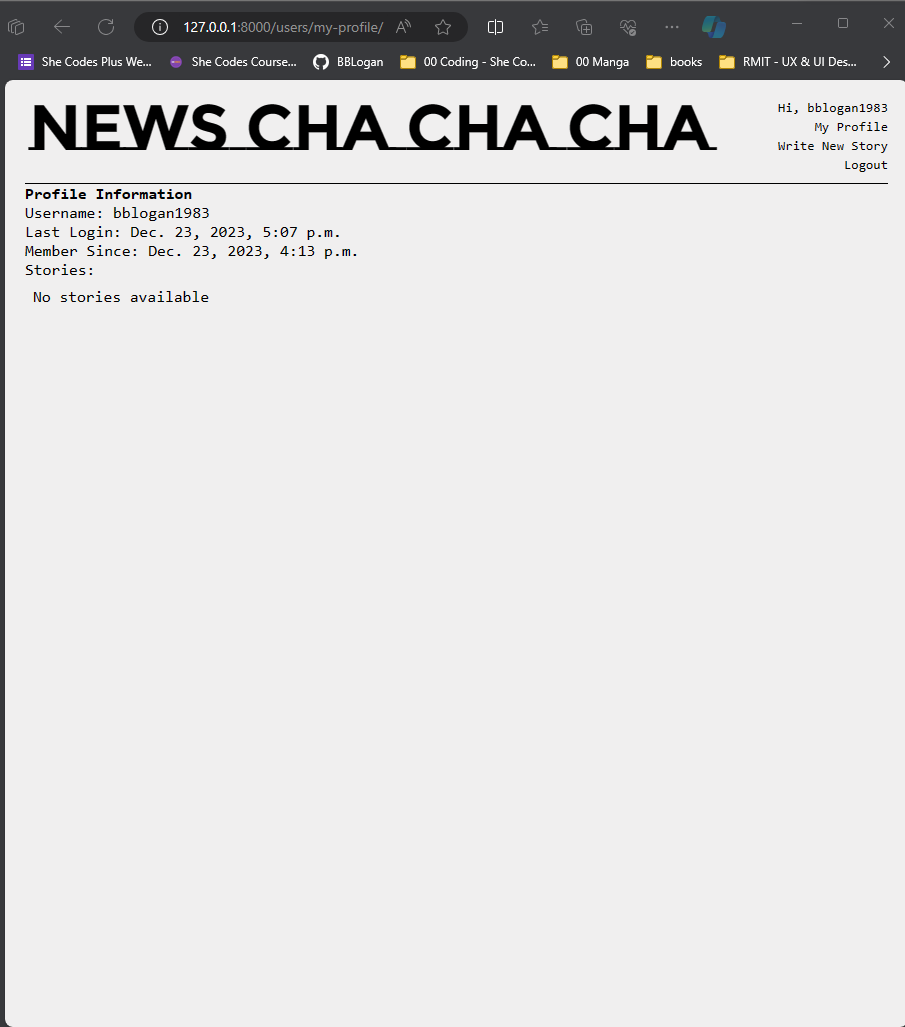 127.0.0.1:8000/users/my-profile/
She Codes Plus We...
She Codes Course...
BBLogan
00 Coding - She Co...
00 Manga
books
RMIT - UX & UI Des...
NEWS CHA CHA CHA
Hi, bblogan1983
My Profile
Write New Story
Logout
Profile Information
Username: bblogan1983
Last Login: Dec. 23, 2023, 5:07 p.m.
Member Since: Dec. 23, 2023, 4:13 p.m.
Stories:
No stories available